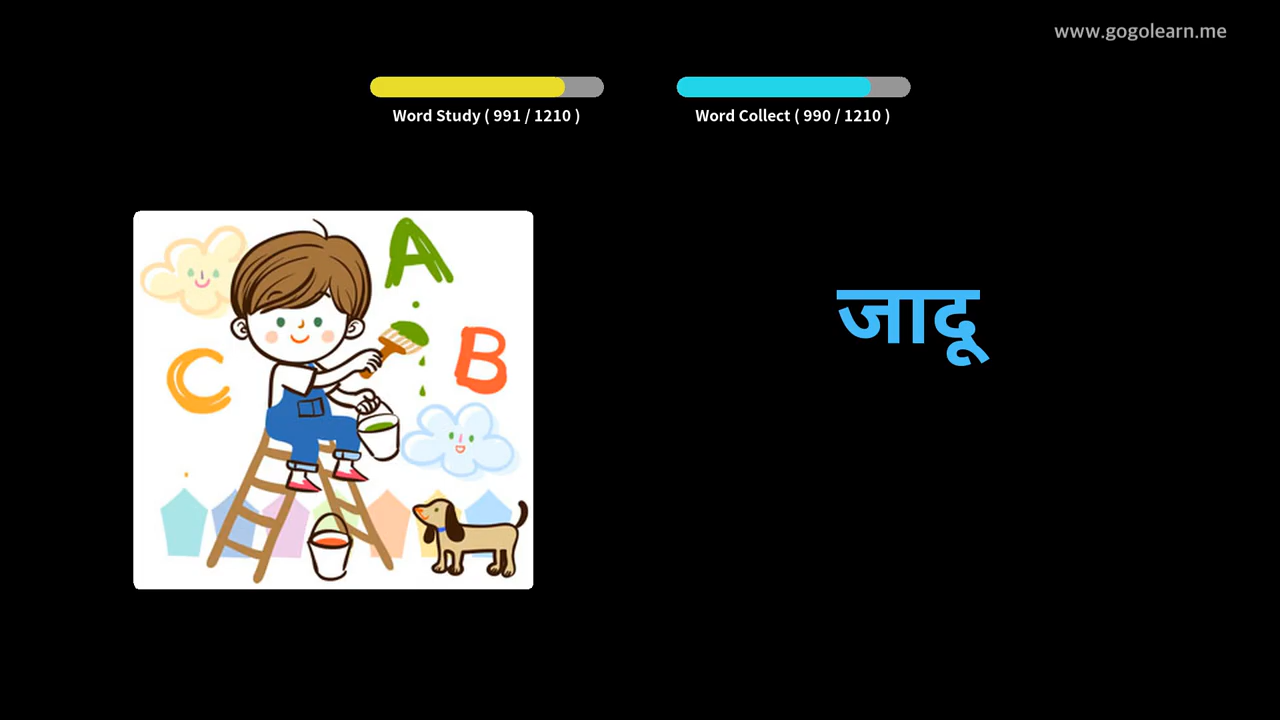 www.gogolearn.me
Word Study ( 991 / 1210 )
Word Collect ( 990 / 1210 )
जादू
A
B
C